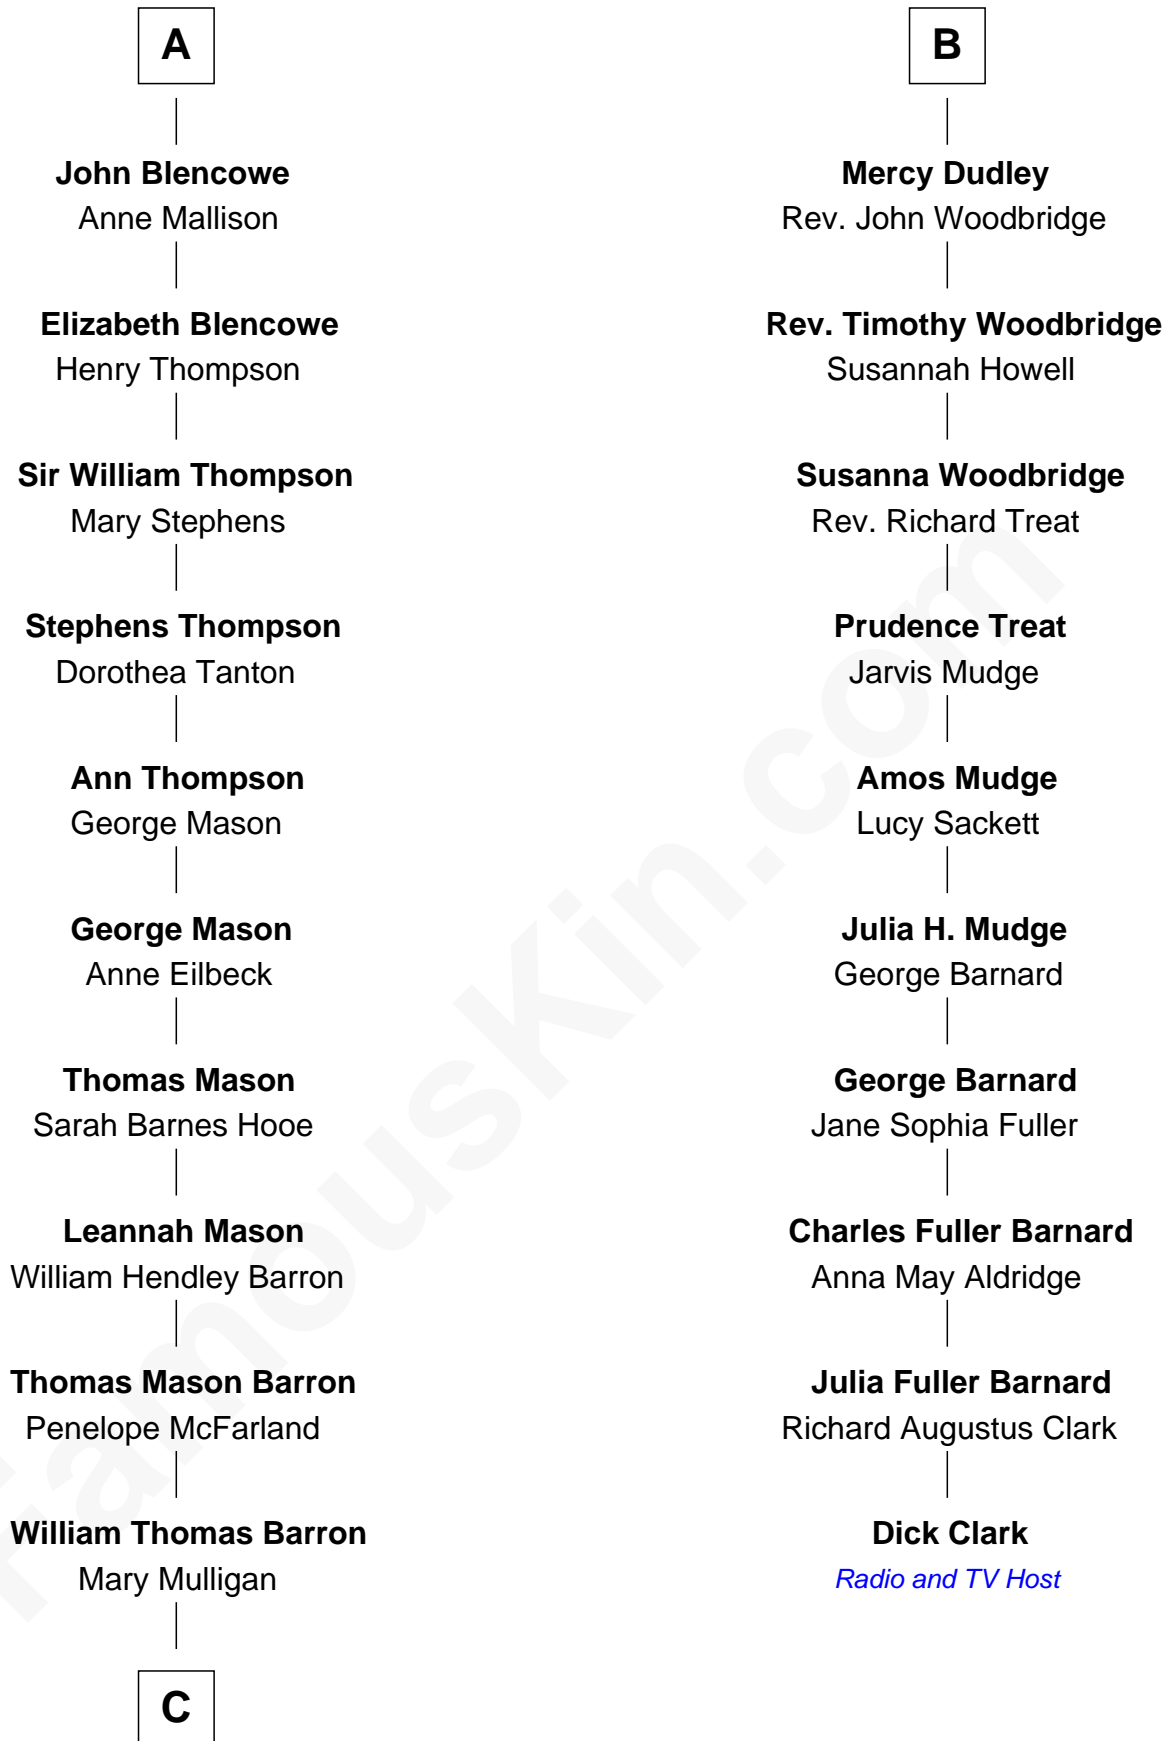 A
John Blencowe
Anne Mallison
Elizabeth Blencowe
Henry Thompson
Sir William Thompson
Mary Stephens
Stephens Thompson
Dorothea Tanton
Ann Thompson
George Mason
George Mason
Anne Eilbeck
Thomas Mason
Sarah Barnes Hooe
Leannah Mason
William Hendley Barron
Thomas Mason Barron
Penelope McFarland
William Thomas Barron
Mary Mulligan
C
B
Mercy Dudley
Rev. John Woodbridge
Rev. Timothy Woodbridge
Susannah Howell
Susanna Woodbridge
Rev. Richard Treat
Prudence Treat
Jarvis Mudge
Amos Mudge
Lucy Sackett
Julia H. Mudge
George Barnard
George Barnard
Jane Sophia Fuller
Charles Fuller Barnard
Anna May Aldridge
Julia Fuller Barnard
Richard Augustus Clark
Dick Clark
Radio and TV Host
FamousKin.com